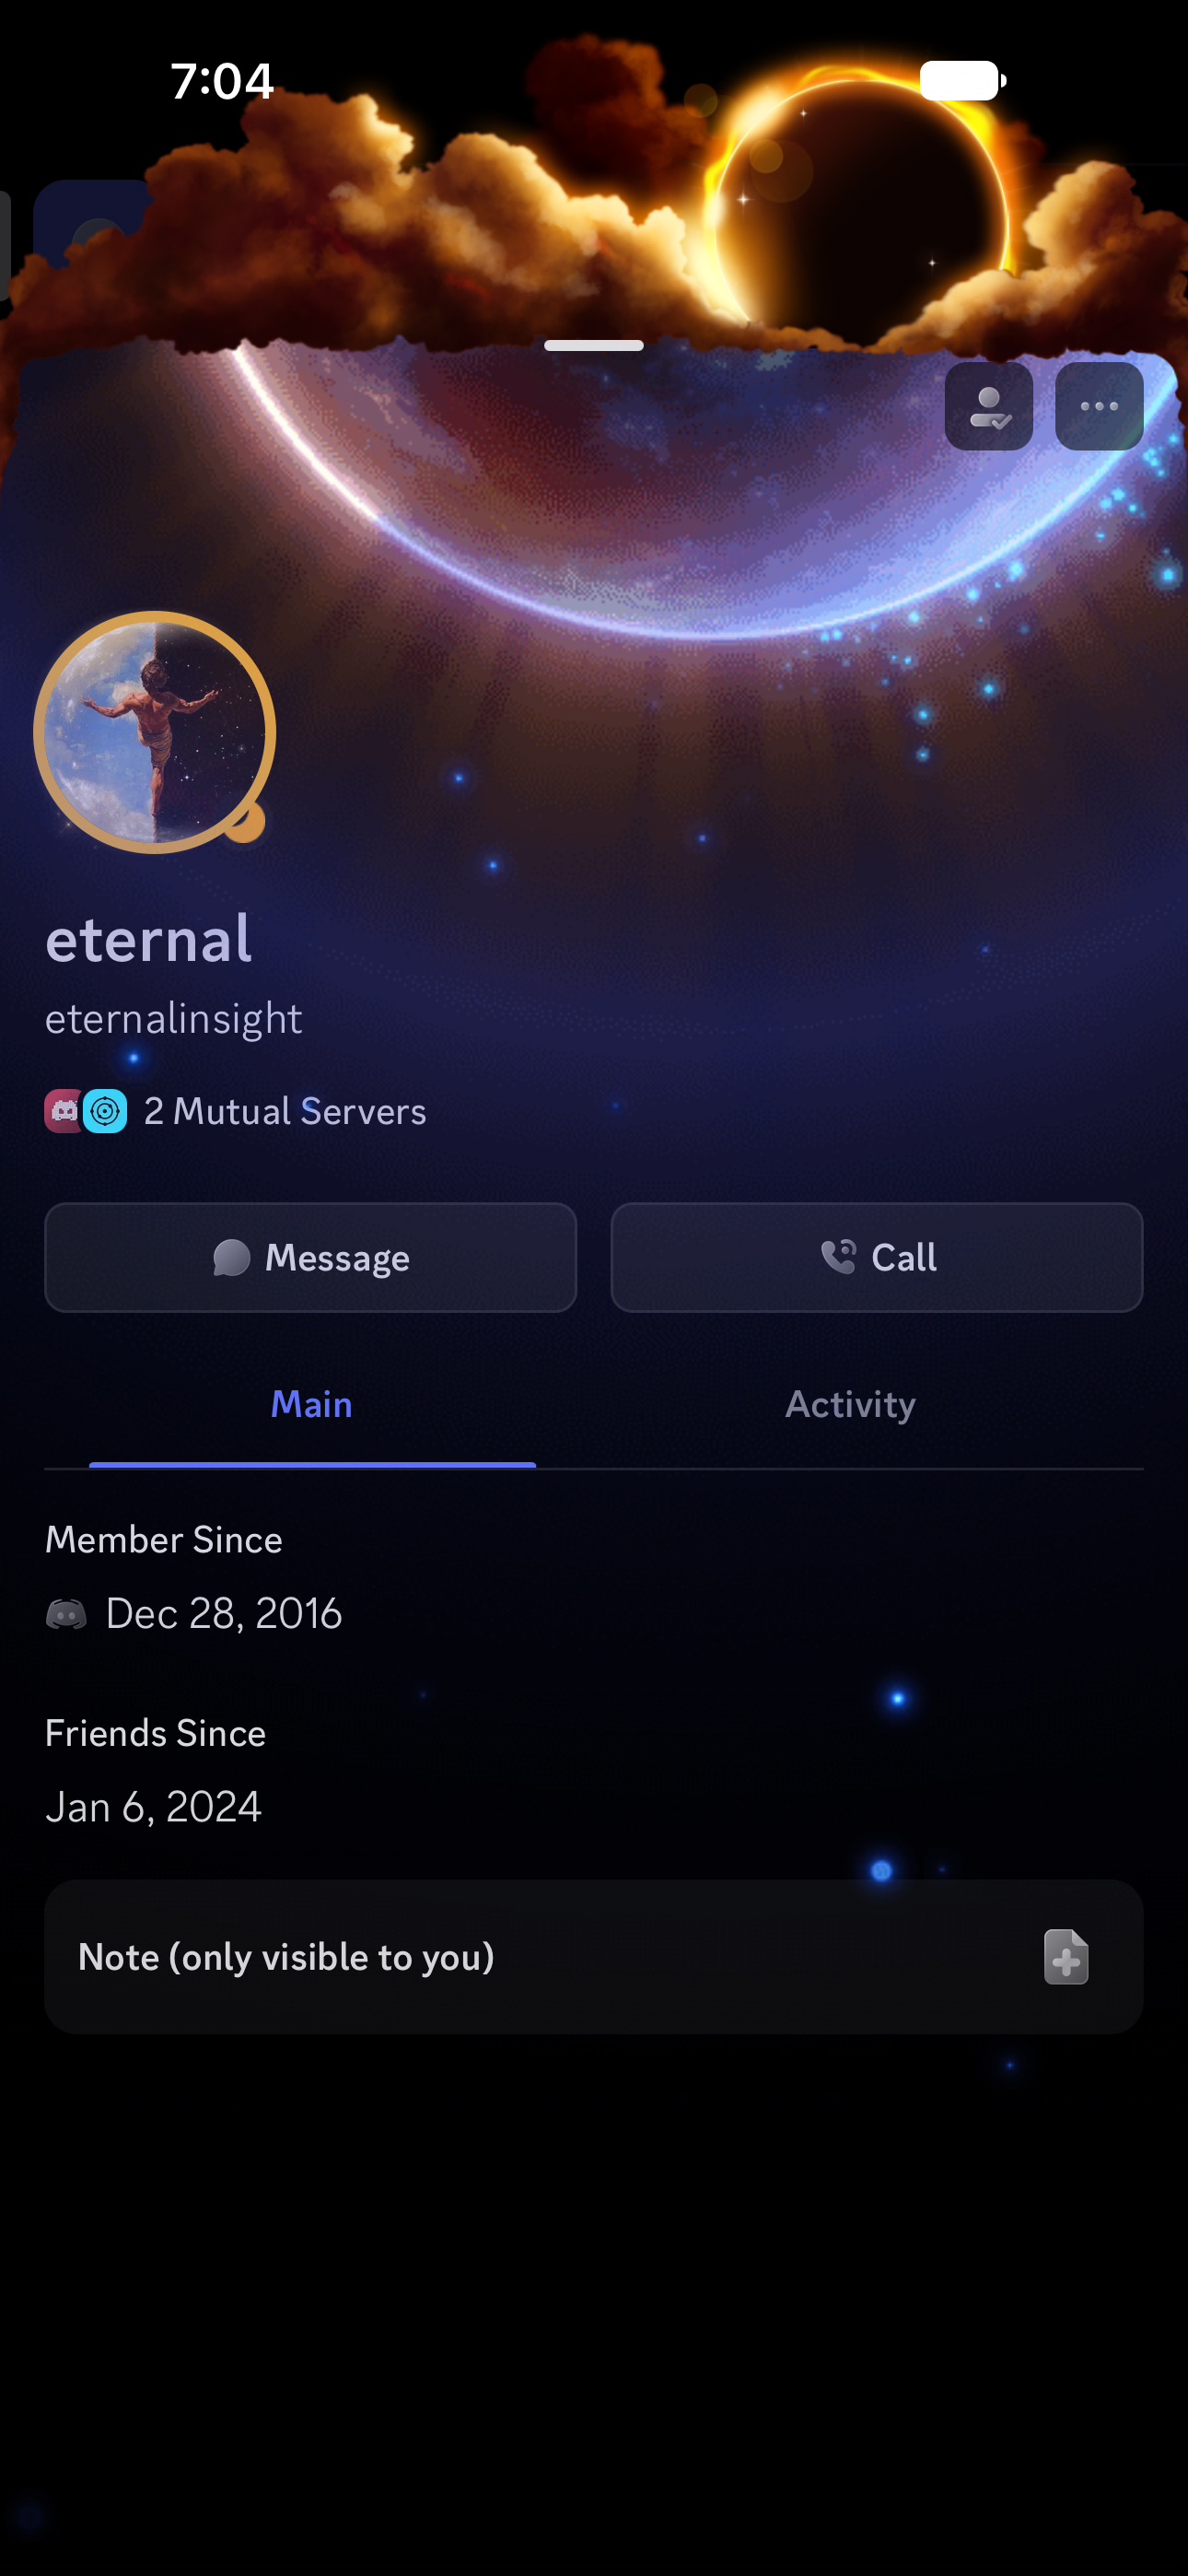 7:04
eternal
eternalinsight
2 Mutual Servers
Message
Call
Main
Activity
Member Since
Dec 28, 2016
Friends Since
Jan 6, 2024
Note (only visible to you)